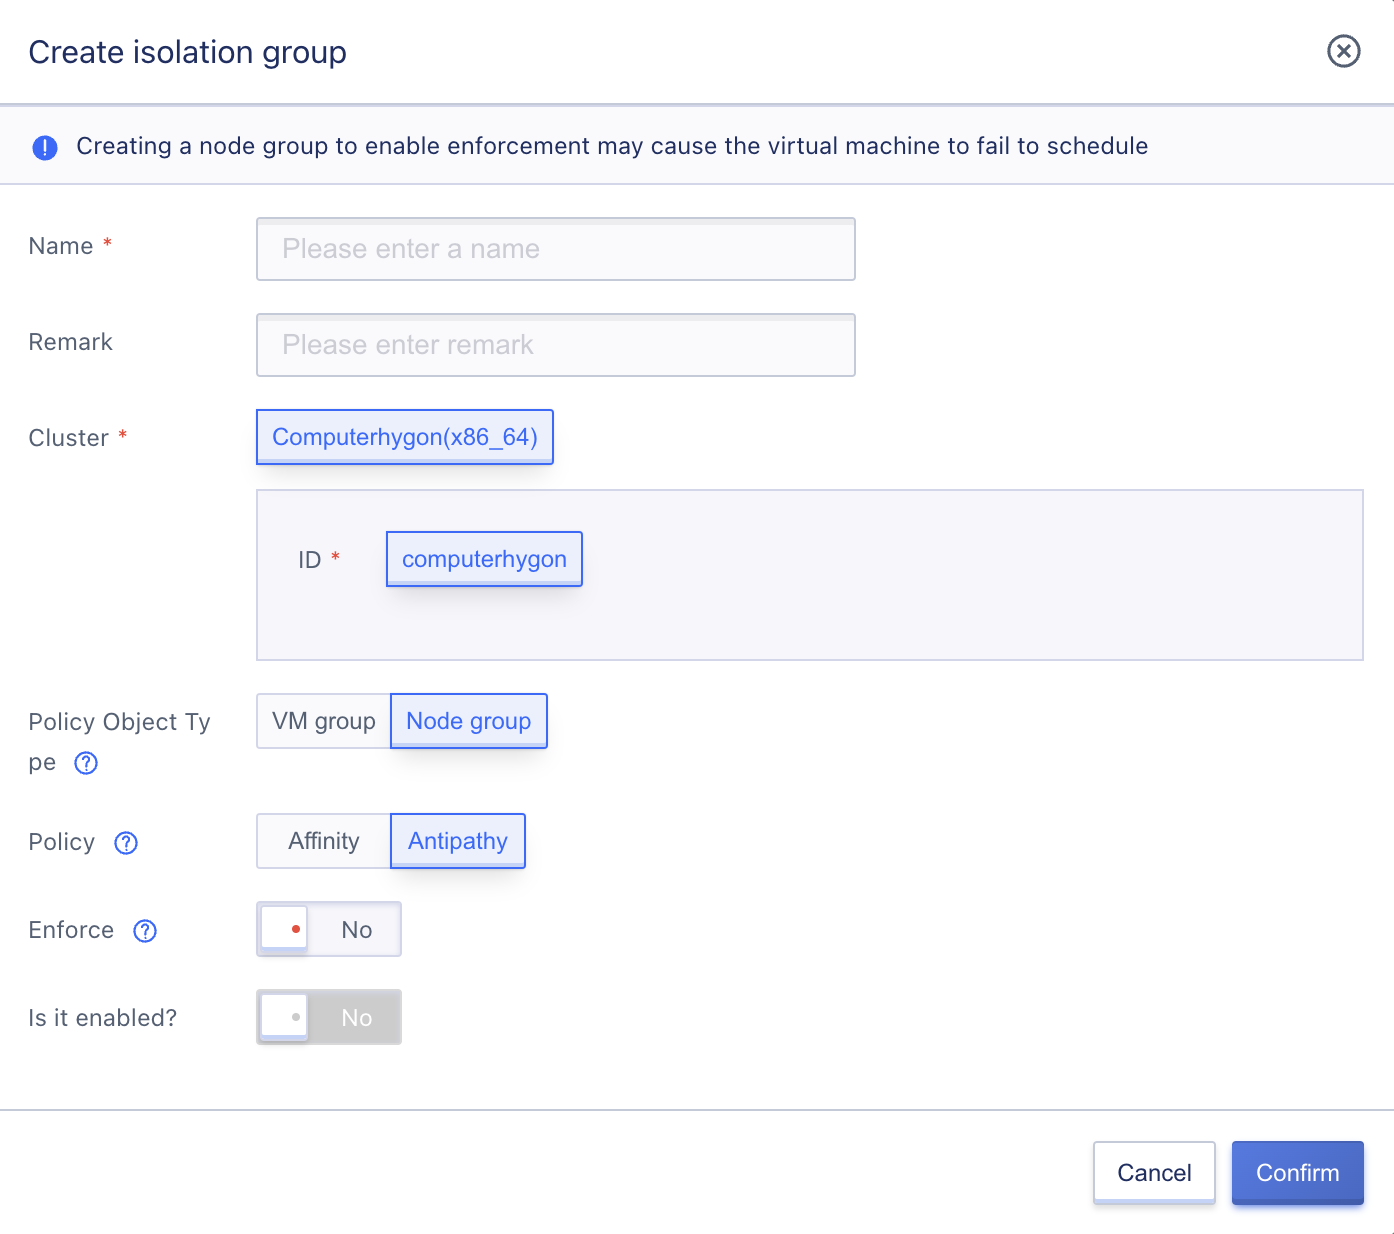 Create isolation group
Creating a node group to enable enforcement may cause the virtual machine to fail to schedule
Name *
Please enter a name
Remark
Please enter remark
Cluster *
Computerhygon(x86_64)
ID *
computerhygon
Policy Object Ty
pe
VM group
Node group
Policy
Affinity
Antipathy
Enforce
No
Is it enabled?
No
Cancel
Confirm